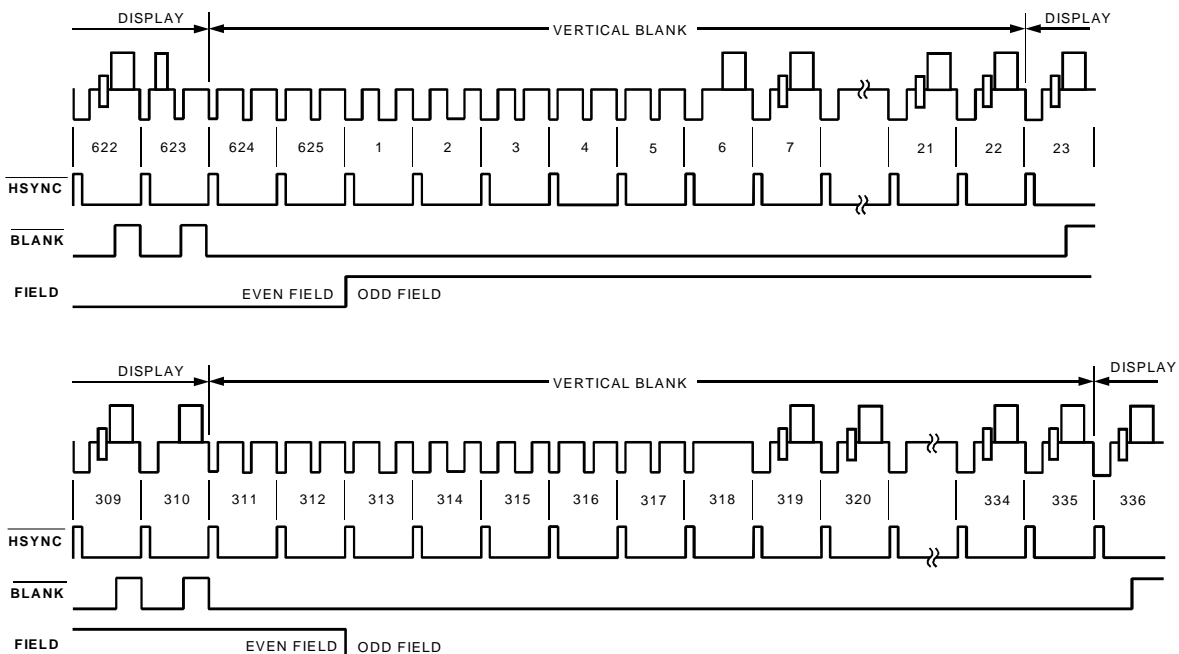 DISPLAY VERTICAL BLANK DISPLAY
622 623 624 625 1 2 3 4 5 6 7 21 22 23
HSYNC
BLANK
FIELD EVEN FIELD ODD FIELD
DISPLAY VERTICAL BLANK DISPLAY
309 310 311 312 313 314 315 316 317 318 319 320 334 335 336
HSYNC
BLANK
FIELD EVEN FIELD ODD FIELD